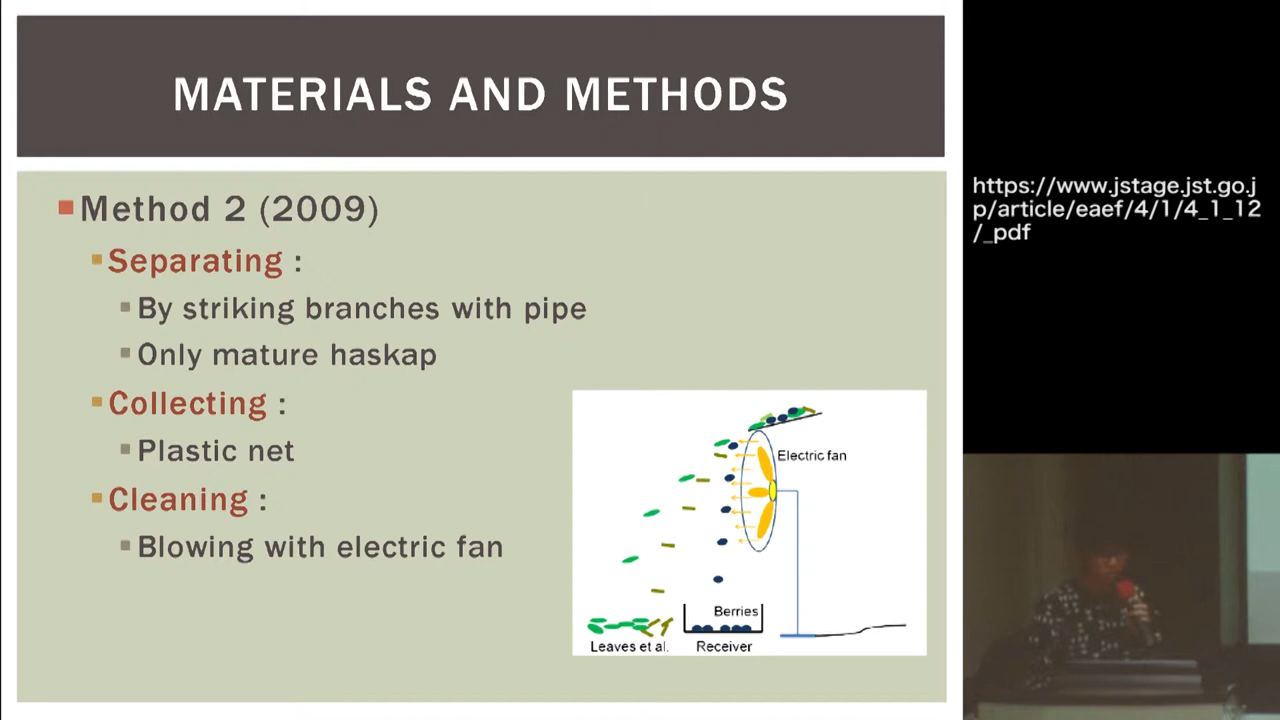 MATERIALS AND METHODS
Method 2 (2009)
Separating :
By striking branches with pipe
Only mature haskap
Collecting :
Plastic net
Cleaning :
Blowing with electric fan
Electric fan
Berries
Leaves et al.
Receiver
https://www.jstage.jst.go.j
p/article/eaef/4/1/4_1_12
/_pdf